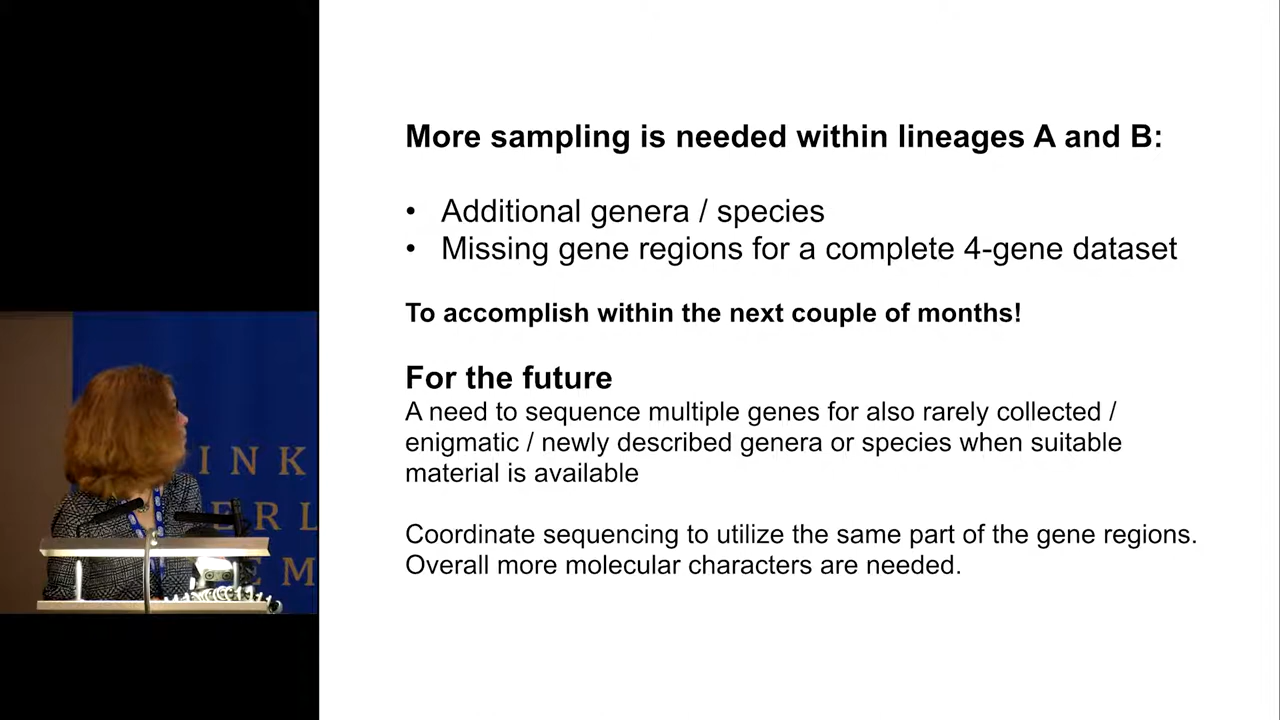 More sampling is needed within lineages A and B:
• Additional genera / species
• Missing gene regions for a complete 4-gene dataset
To accomplish within the next couple of months!
For the future
A need to sequence multiple genes for also rarely collected /
enigmatic / newly described genera or species when suitable
material is available
Coordinate sequencing to utilize the same part of the gene regions.
Overall more molecular characters are needed.
INK
ERL
EM